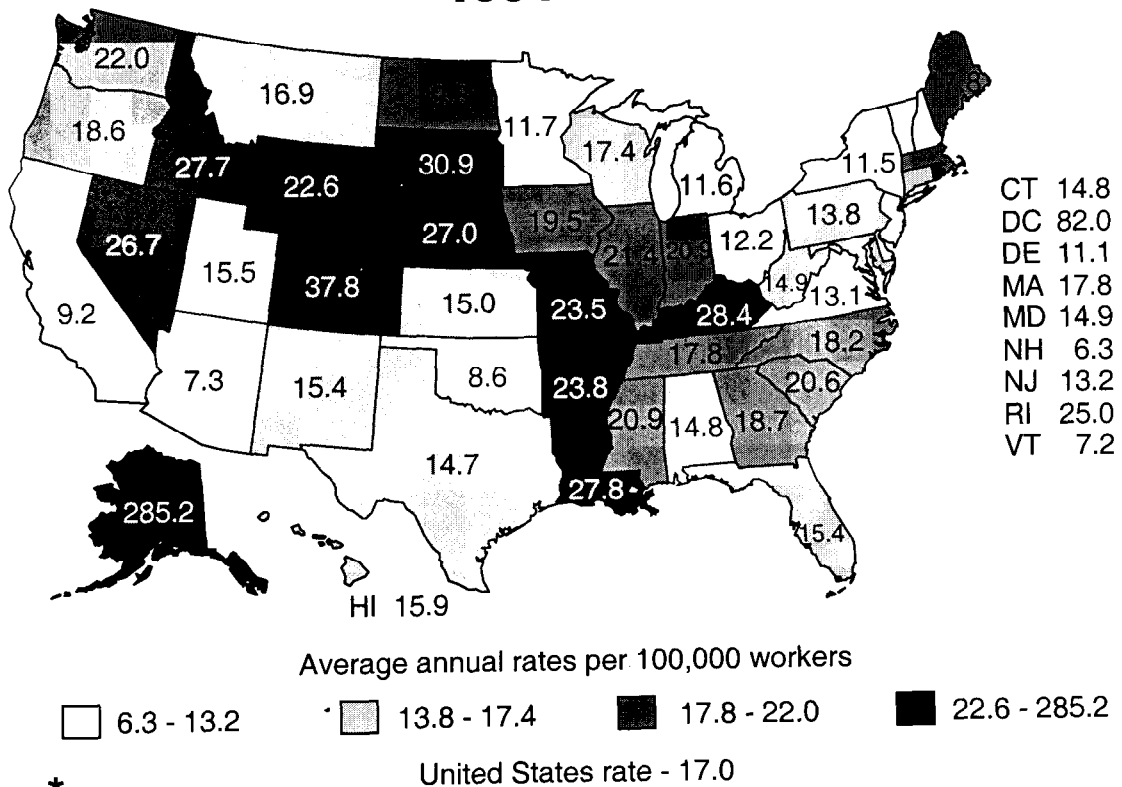 22.0
16.9
18.6
11.7
17.4
11.6
11.5
27.7
22.6
30.9
27.0
19.5
21.4
20.9
12.2
13.8
26.7
15.5
37.8
15.0
23.5
28.4
14.9
13.1
9.2
17.8
18.2
7.3
15.4
8.6
23.8
20.6
20.9
14.8
18.7
14.7
27.8
285.2
15.4
HI 15.9
CT 14.8
DC 82.0
DE 11.1
MA 17.8
MD 14.9
NH 6.3
NJ 13.2
RI 25.0
VT 7.2
Average annual rates per 100,000 workers
6.3 - 13.2
13.8 - 17.4
17.8 - 22.0
22.6 - 285.2
* United States rate - 17.0